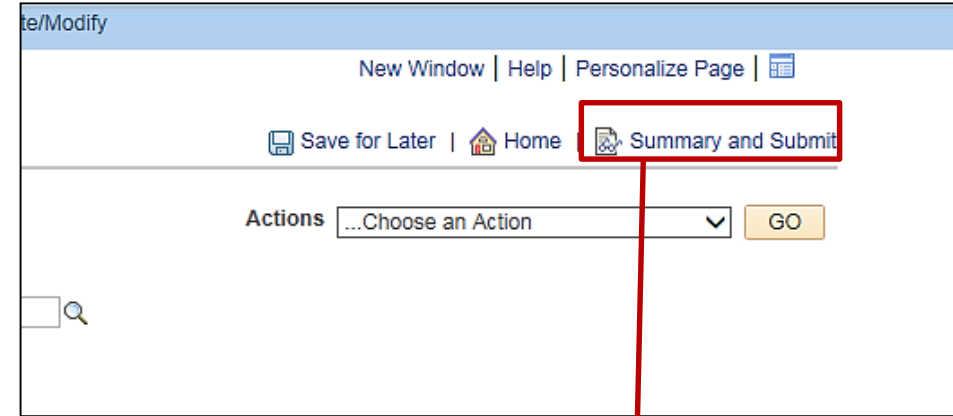 te/Modify
New Window | Help | Personalize Page |
Save for Later | Home | Summary and Submit
Actions ...Choose an Action GO